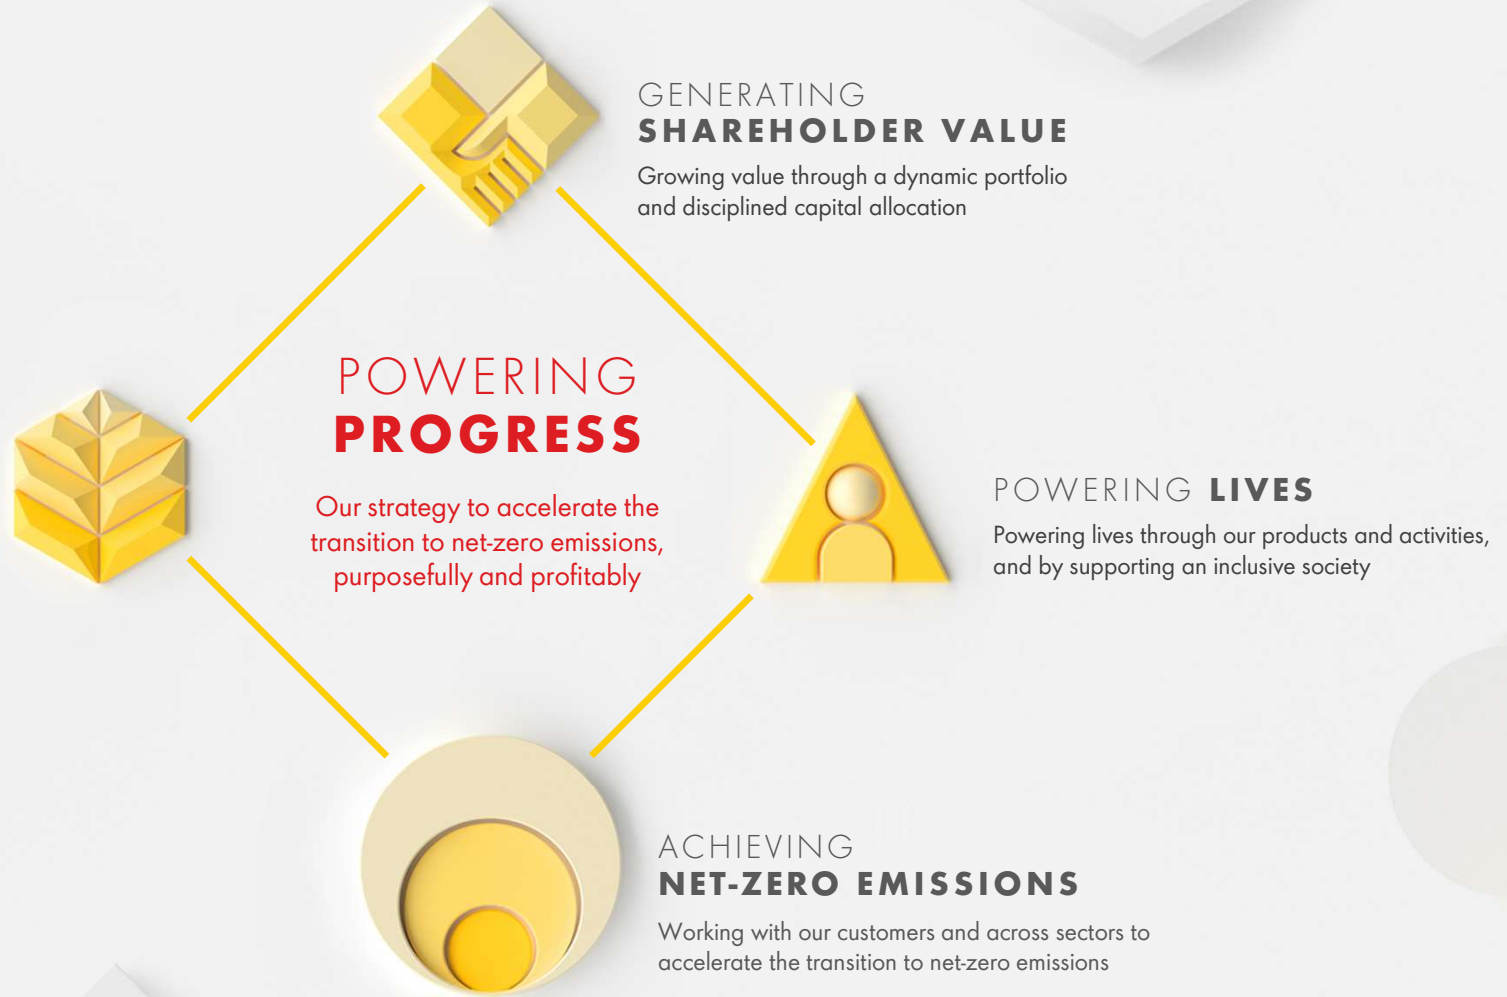 GENERATING
SHAREHOLDER VALUE
Growing value through a dynamic portfolio
and disciplined capital allocation
POWERING
PROGRESS
Our strategy to accelerate the
transition to net-zero emissions,
purposefully and profitably
POWERING LIVES
Powering lives through our products and activities,
and by supporting an inclusive society
ACHIEVING
NET-ZERO EMISSIONS
Working with our customers and across sectors to
accelerate the transition to net-zero emissions